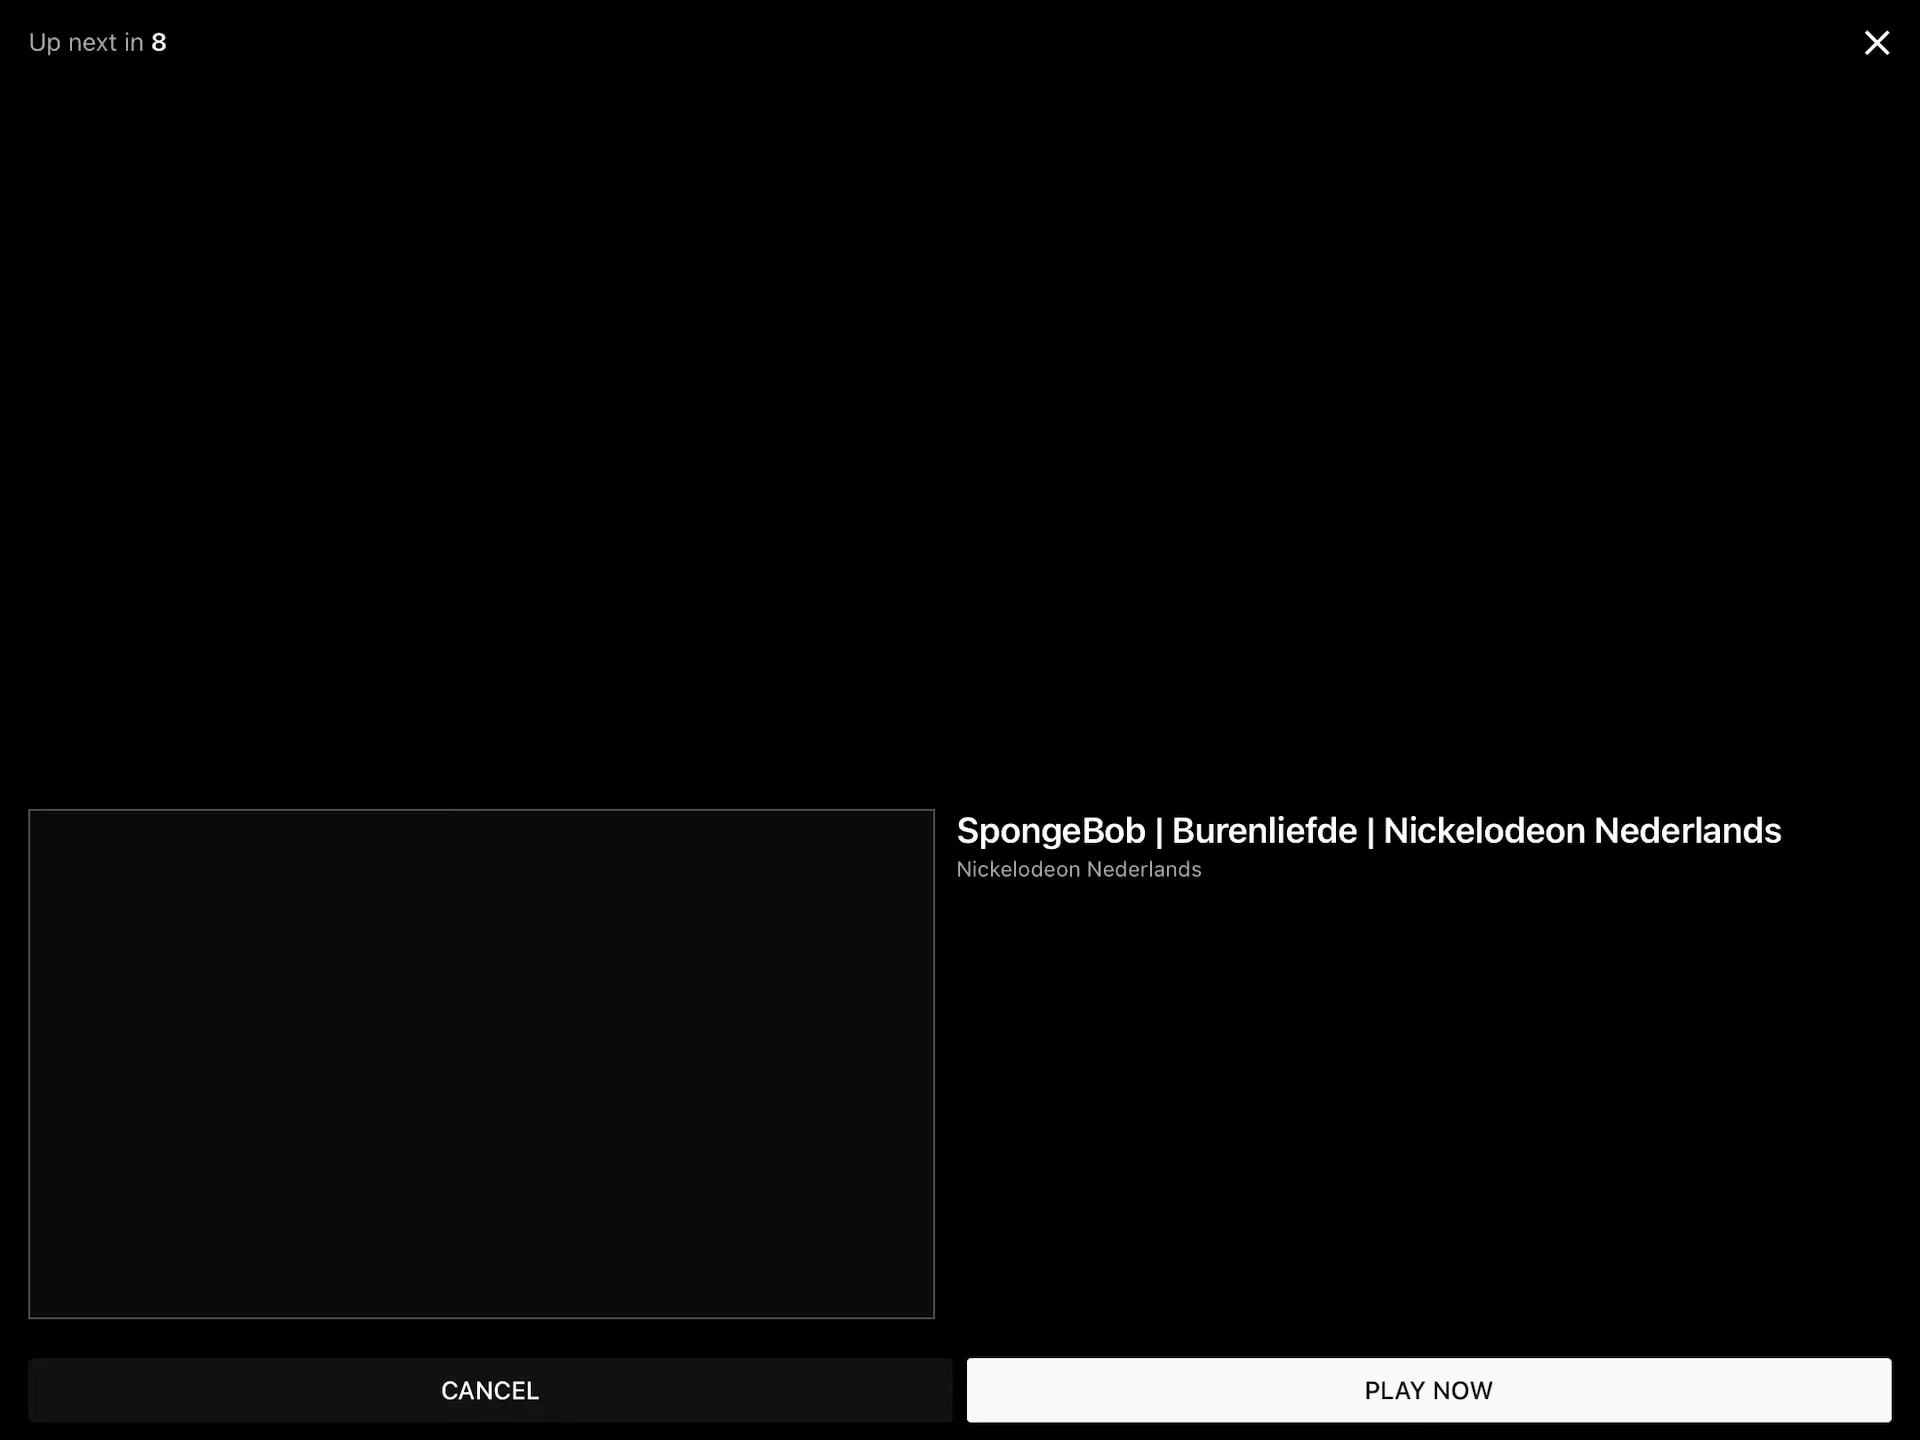 Up next in 8
SpongeBob | Burenliefde | Nickelodeon Nederlands
Nickelodeon Nederlands
CANCEL
PLAY NOW